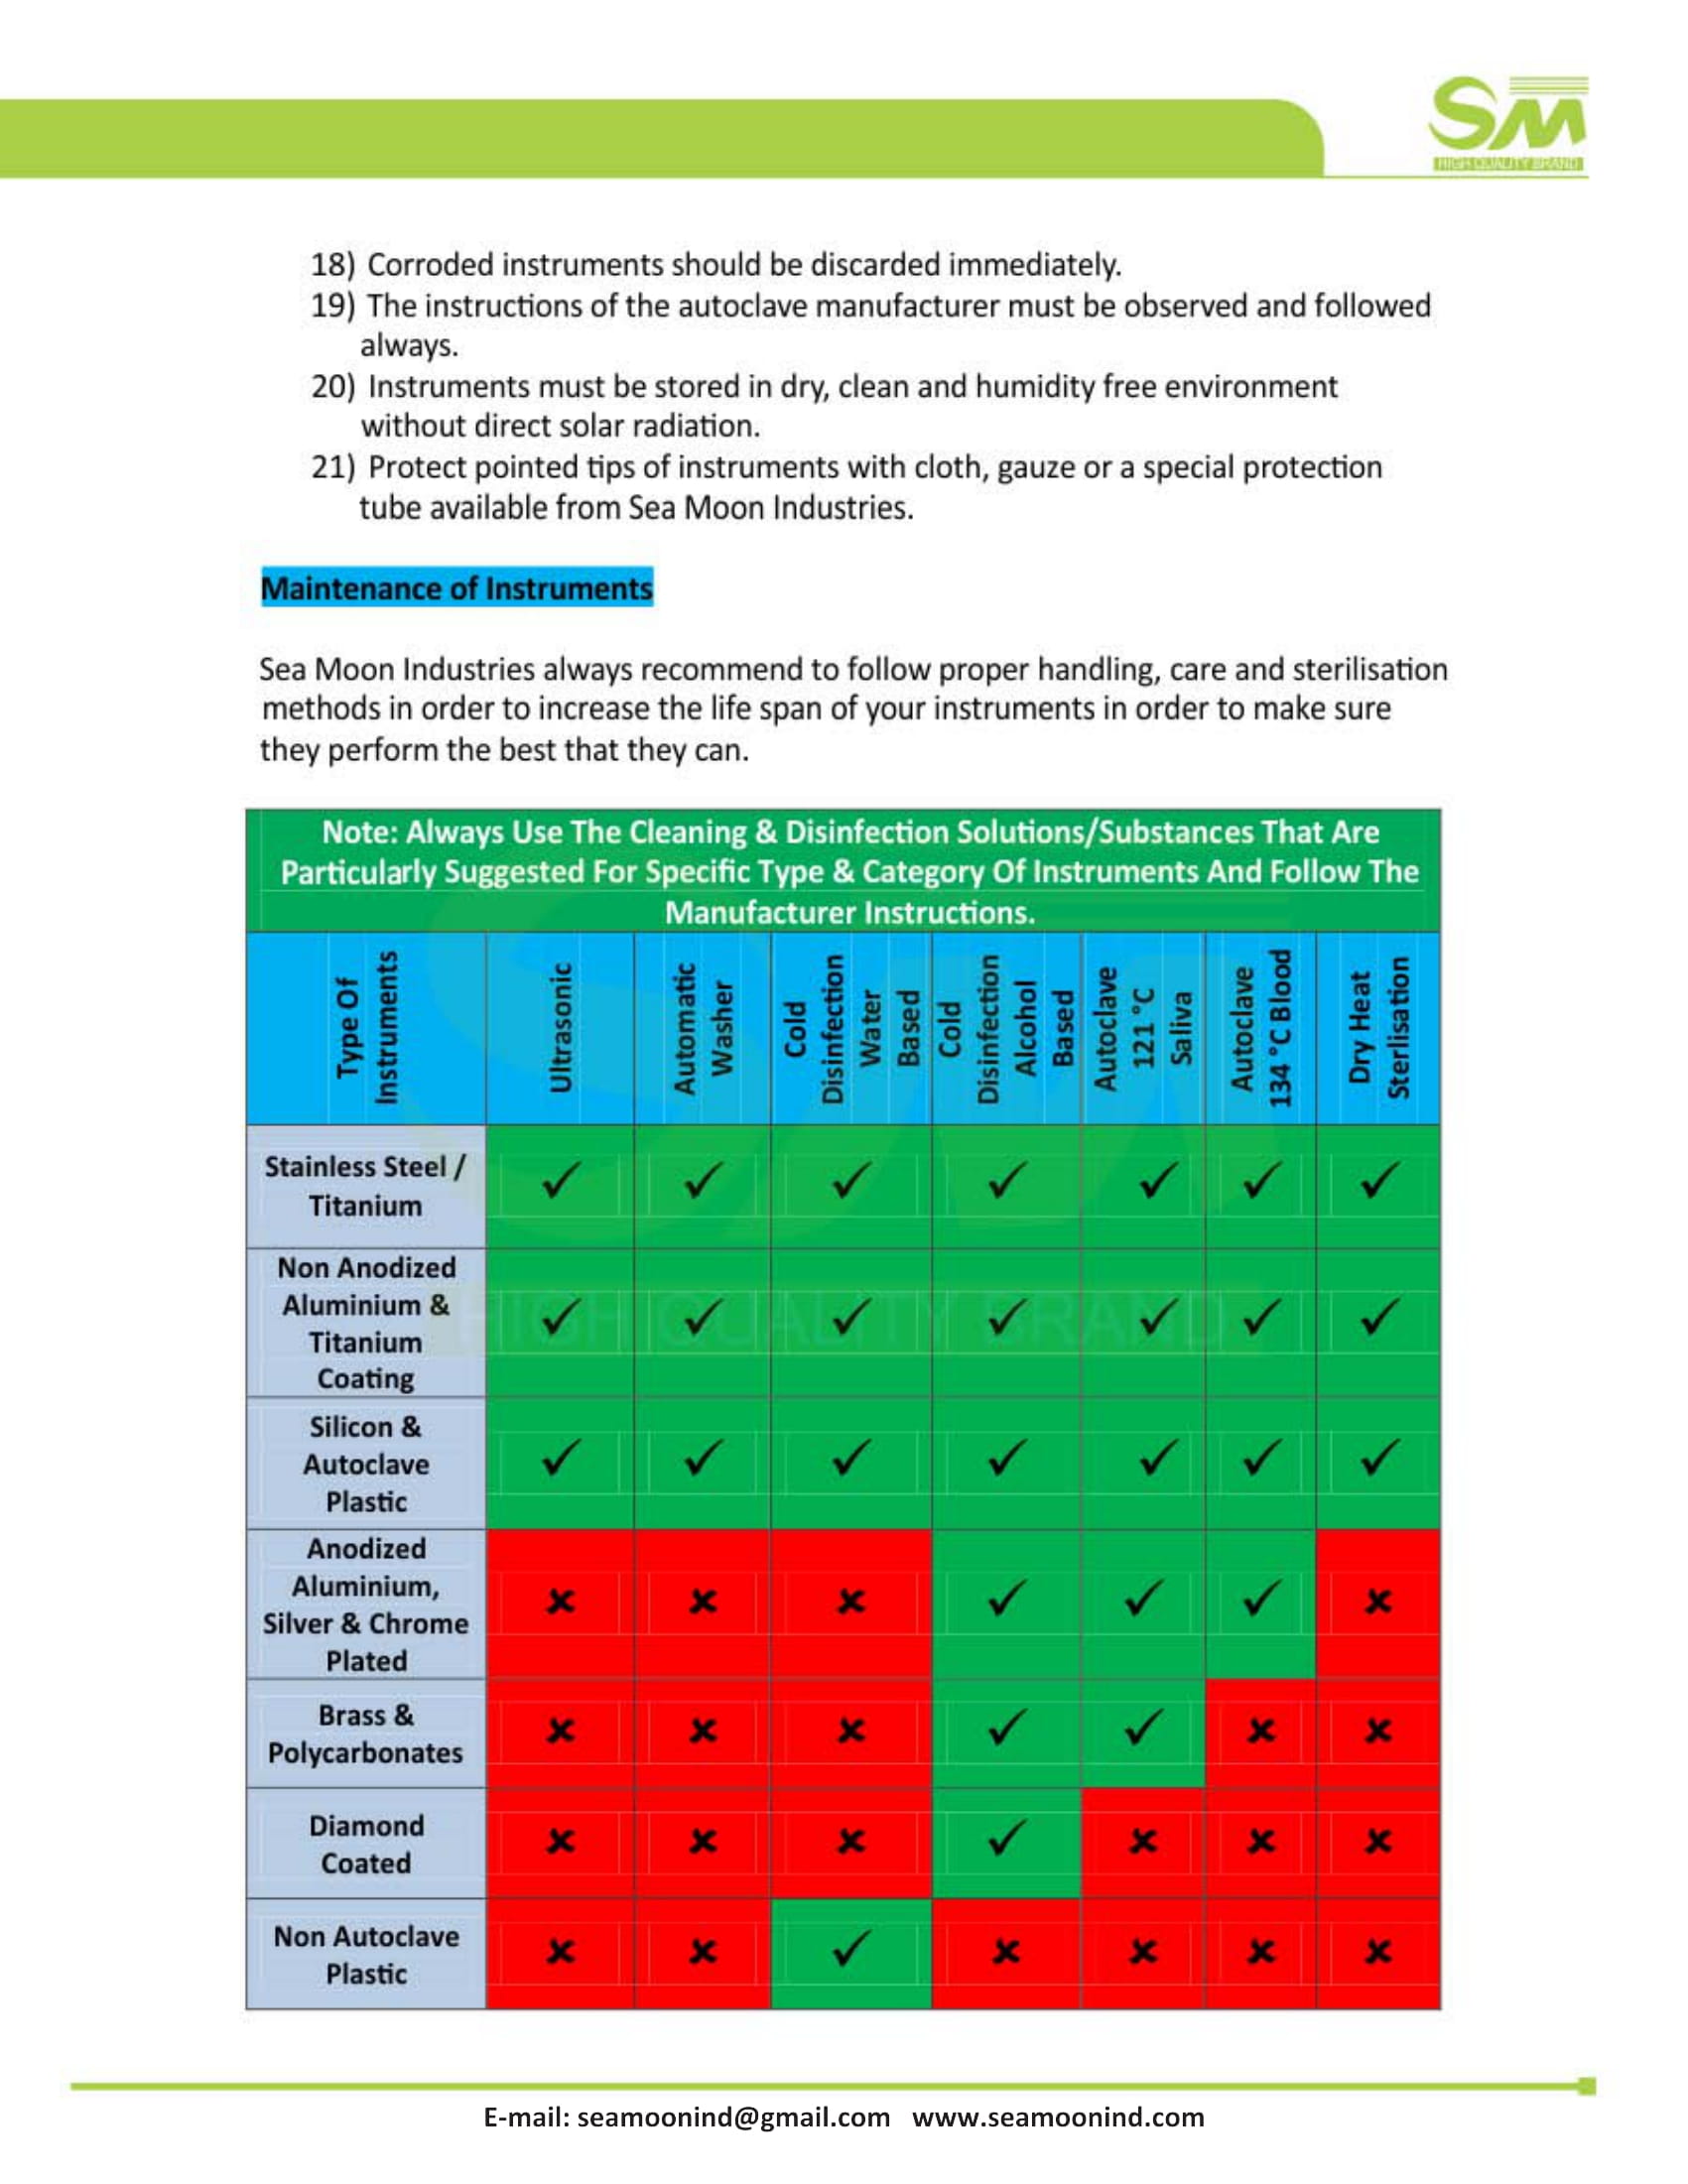 SM
HIGH QUALITY BRAND
18) Corroded instruments should be discarded immediately.
19) The instructions of the autoclave manufacturer must be observed and followed
always.
20) Instruments must be stored in dry, clean and humidity free environment
without direct solar radiation.
21) Protect pointed tips of instruments with cloth, gauze or a special protection
tube available from Sea Moon Industries.
Maintenance of Instruments
Sea Moon Industries always recommend to follow proper handling, care and sterilisation
methods in order to increase the life span of your instruments in order to make sure
they perform the best that they can.
Note: Always Use The Cleaning & Disinfection Solutions/Substances That Are
Particularly Suggested For Specific Type & Category Of Instruments And Follow The
Manufacturer Instructions.
Type Of
Instruments
Ultrasonic
Automatic
Washer
Cold
Disinfection
Water
Based
Cold
Disinfection
Alcohol
Based
Autoclave
121 °C
Saliva
Autoclave
134 °C Blood
Dry Heat
Sterlisation
Stainless Steel /
Titanium
✓ ✓ ✓ ✓ ✓ ✓ ✓
Non Anodized
Aluminium &
Titanium
Coating
✓ ✓ ✓ ✓ ✓ ✓ ✓
HIGH QUALITY BRAND
Silicon &
Autoclave
Plastic
✓ ✓ ✓ ✓ ✓ ✓ ✓
Anodized
Aluminium,
Silver & Chrome
Plated
✗ ✗ ✗ ✓ ✓ ✓ ✗
Brass &
Polycarbonates
✗ ✗ ✗ ✓ ✓ ✗ ✗
Diamond
Coated
✗ ✗ ✗ ✓ ✗ ✗ ✗
Non Autoclave
Plastic
✗ ✗ ✓ ✗ ✗ ✗ ✗
E-mail: seamoonind@gmail.com www.seamoonind.com